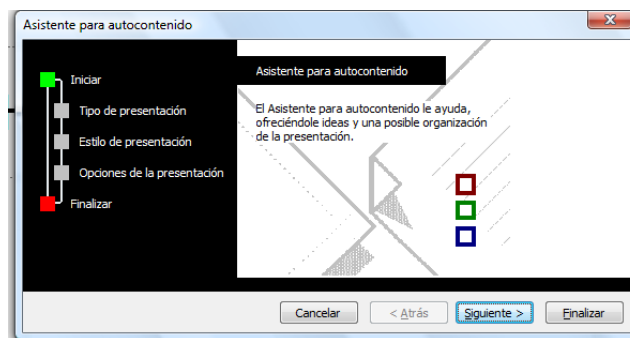 Asistente para autocontenido
Iniciar
Tipo de presentación
Estilo de presentación
Opciones de la presentación
Finalizar
Asistente para autocontenido
El Asistente para autocontenido le ayuda,
ofreciéndole ideas y una posible organización
de la presentación.
Cancelar
< Atrás
Siguiente >
Finalizar